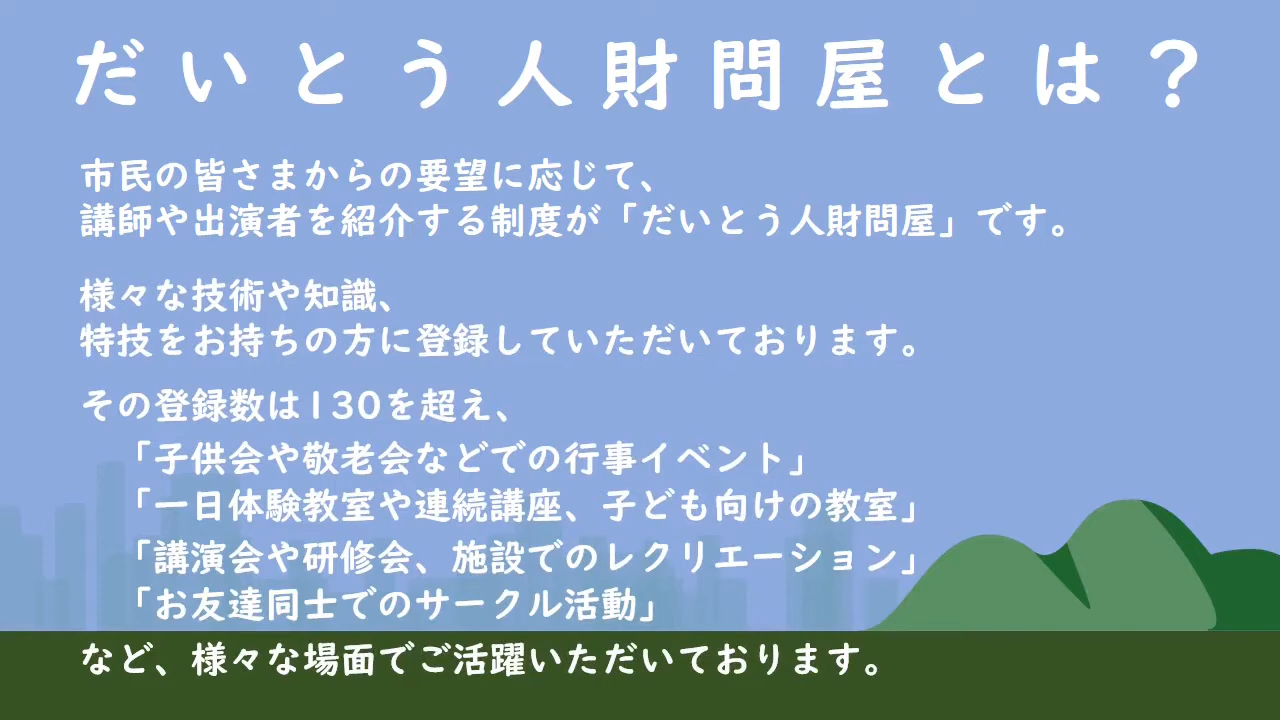 だいとう人財問屋とは？
市民の皆さまからの要望に応じて、
講師や出演者を紹介する制度が「だいとう人財問屋」です。
様々な技術や知識、
特技をお持ちの方に登録していただいております。
その登録数は130を超え、
「子供会や敬老会などでの行事イベント」
「一日体験教室や連続講座、子ども向けの教室」
「講演会や研修会、施設でのレクリエーション」
「お友達同士でのサークル活動」
など、様々な場面でご活躍いただいております。